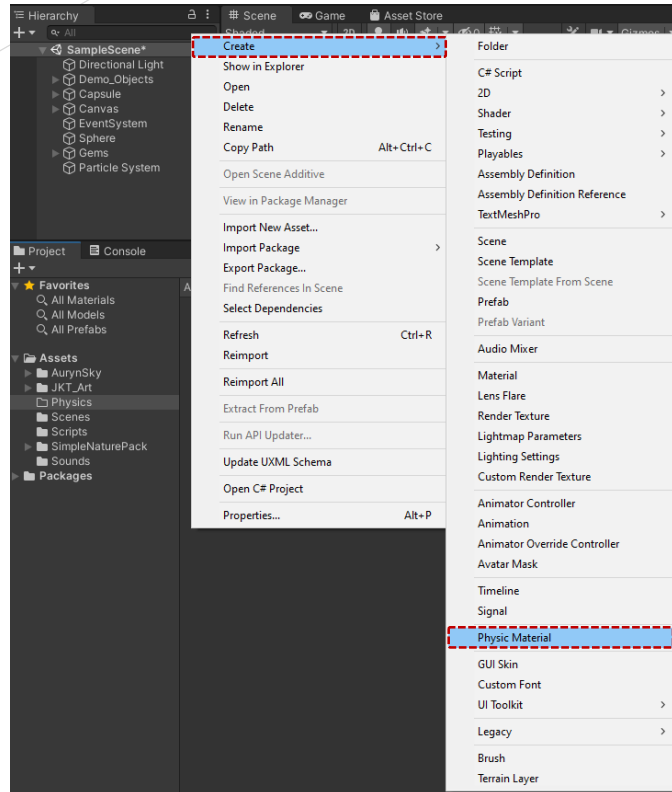 Hierarchy
All
SampleScene*
Directional Light
Demo_Objects
Capsule
Canvas
EventSystem
Sphere
Gems
Particle System
Scene
Game
Asset Store
Shaded
2D
0
Gizmos
Project
Console
Favorites
All Materials
All Models
All Prefabs
Assets
AurynSky
JKT_Art
Physics
Scenes
Scripts
SimpleNaturePack
Sounds
Packages
A
Create
Show in Explorer
Open
Delete
Rename
Copy Path Alt+Ctrl+C
Open Scene Additive
View in Package Manager
Import New Asset...
Import Package
Export Package...
Find References In Scene
Select Dependencies
Refresh Ctrl+R
Reimport
Reimport All
Extract From Prefab
Run API Updater...
Update UXML Schema
Open C# Project
Properties... Alt+P
Folder
C# Script
2D
Shader
Testing
Playables
Assembly Definition
Assembly Definition Reference
TextMeshPro
Scene
Scene Template
Scene Template From Scene
Prefab
Prefab Variant
Audio Mixer
Material
Lens Flare
Render Texture
Lightmap Parameters
Lighting Settings
Custom Render Texture
Animator Controller
Animation
Animator Override Controller
Avatar Mask
Timeline
Signal
Physic Material
GUI Skin
Custom Font
UI Toolkit
Legacy
Brush
Terrain Layer